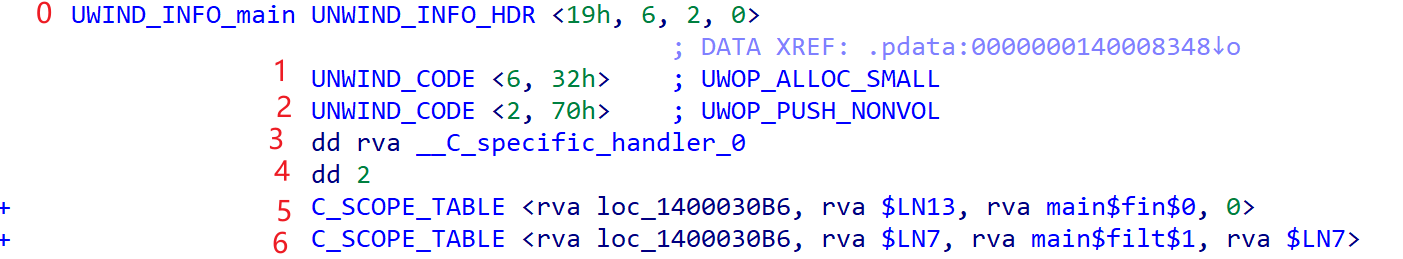 0 UWIND_INFO_main UNWIND_INFO_HDR <19h, 6, 2, 0>
; DATA XREF: .pdata:0000000140008348↓o
1 UNWIND_CODE <6, 32h> ; UWOP_ALLOC_SMALL
2 UNWIND_CODE <2, 70h> ; UWOP_PUSH_NONVOL
3 dd rva __C_specific_handler_0
4 dd 2
+ 5 C_SCOPE_TABLE <rva loc_1400030B6, rva $LN13, rva main$fin$0, 0>
+ 6 C_SCOPE_TABLE <rva loc_1400030B6, rva $LN7, rva main$filt$1, rva $LN7>